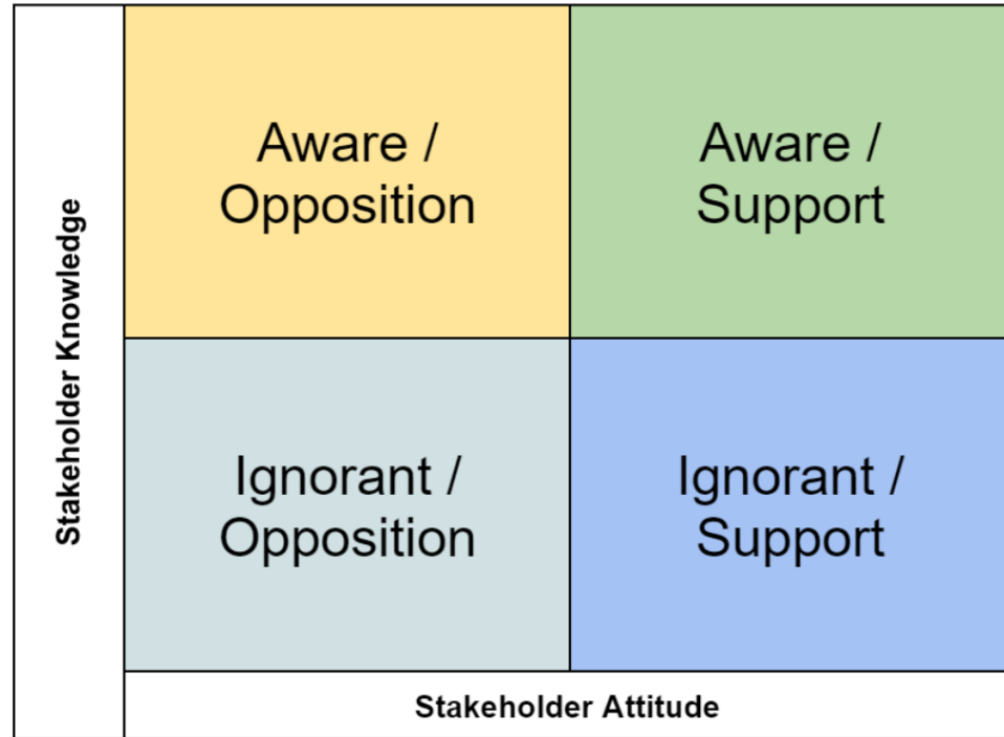 Stakeholder Knowledge
Aware /
Opposition
Aware /
Support
Ignorant /
Opposition
Ignorant /
Support
Stakeholder Attitude